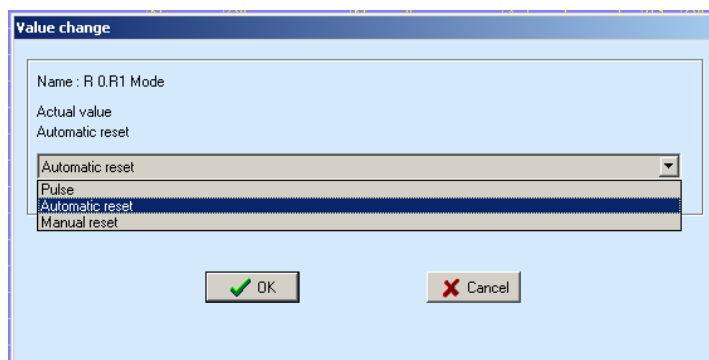 Value change
Name : R 0.R1 Mode
Actual value
Automatic reset
Automatic reset
Pulse
Automatic reset
Manual reset
OK
Cancel